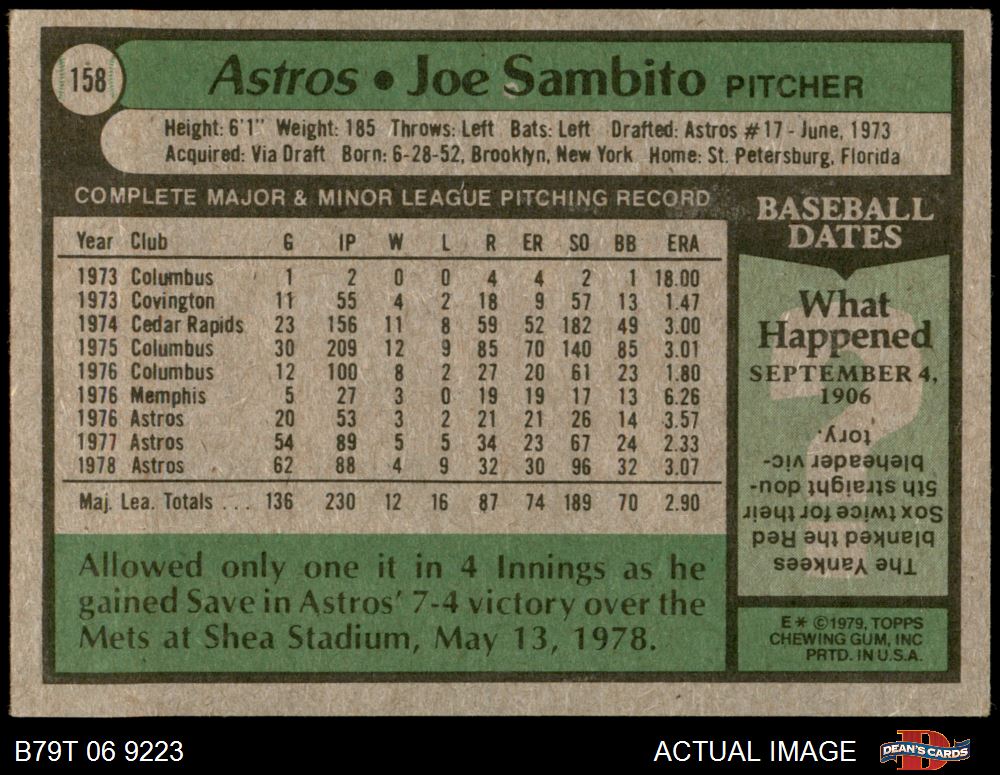 158
Astros • Joe Sambito PITCHER
Height: 6'1" Weight: 185 Throws: Left Bats: Left Drafted: Astros #17 - June, 1973
Acquired: Via Draft Born: 6-28-52, Brooklyn, New York Home: St. Petersburg, Florida
COMPLETE MAJOR & MINOR LEAGUE PITCHING RECORD
Year Club G IP W L R ER SO BB ERA
1973 Columbus 1 2 0 0 4 4 2 1 18.00
1973 Covington 11 55 4 2 18 9 57 13 1.47
1974 Cedar Rapids 23 156 11 8 59 52 182 49 3.00
1975 Columbus 30 209 12 9 85 70 140 85 3.01
1976 Columbus 12 100 8 2 27 20 61 23 1.80
1976 Memphis 5 27 3 0 19 19 17 13 6.26
1976 Astros 20 53 3 2 21 21 26 14 3.57
1977 Astros 54 89 5 5 34 23 67 24 2.33
1978 Astros 62 88 4 9 32 30 96 32 3.07
Maj. Lea. Totals ... 136 230 12 16 87 74 189 70 2.90
Allowed only one it in 4 Innings as he
gained Save in Astros' 7-4 victory over the
Mets at Shea Stadium, May 13, 1978.
BASEBALL
DATES
What
Happened
SEPTEMBER 4,
1906
The Yankees
blanked the Red
Sox twice for their
5th straight dou-
bleheader vic-
tory.
E * ©1979, TOPPS
CHEWING GUM, INC
PRTD. IN U.S.A.
B79T 06 9223
ACTUAL IMAGE
DEAN'S CARDS